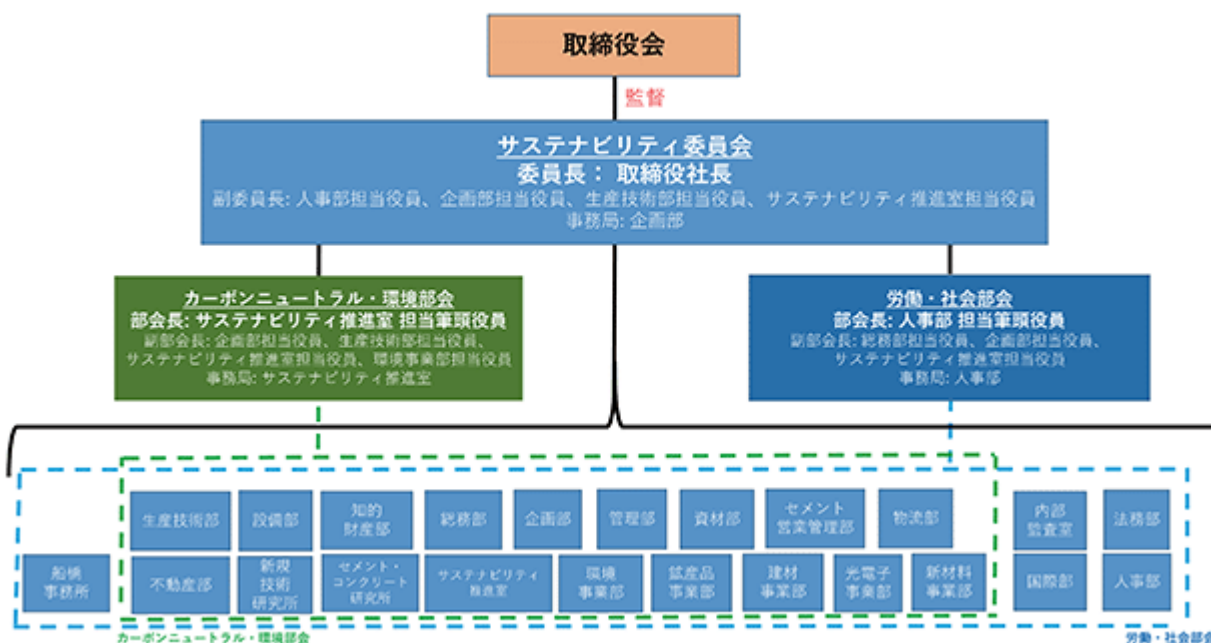 取締役会
監督
サステナビリティ委員会
委員長： 取締役社長
副委員長: 人事部担当役員、企画部担当役員、生産技術部担当役員、サステナビリティ推進室担当役員
事務局: 企画部
カーボンニュートラル・環境部会
部会長: サステナビリティ推進室 担当筆頭役員
副部会長: 企画部担当役員、生産技術部担当役員、
サステナビリティ推進室担当役員、環境事業部担当役員
事務局: サステナビリティ推進室
労働・社会部会
部会長: 人事部 担当筆頭役員
副部会長: 総務部担当役員、企画部担当役員、
サステナビリティ推進室担当役員
事務局: 人事部
生産技術部
設備部
知的
財産部
総務部
企画部
管理部
資材部
セメント
営業管理部
物流部
内部
監査室
法務部
船橋
事務所
不動産部
新規
技術
研究所
セメント・
コンクリート
研究所
サステナビリティ
推進室
環境
事業部
鉱産品
事業部
建材
事業部
光電子
事業部
新材料
事業部
国際部
人事部
カーボンニュートラル・環境部会
労働・社会部会